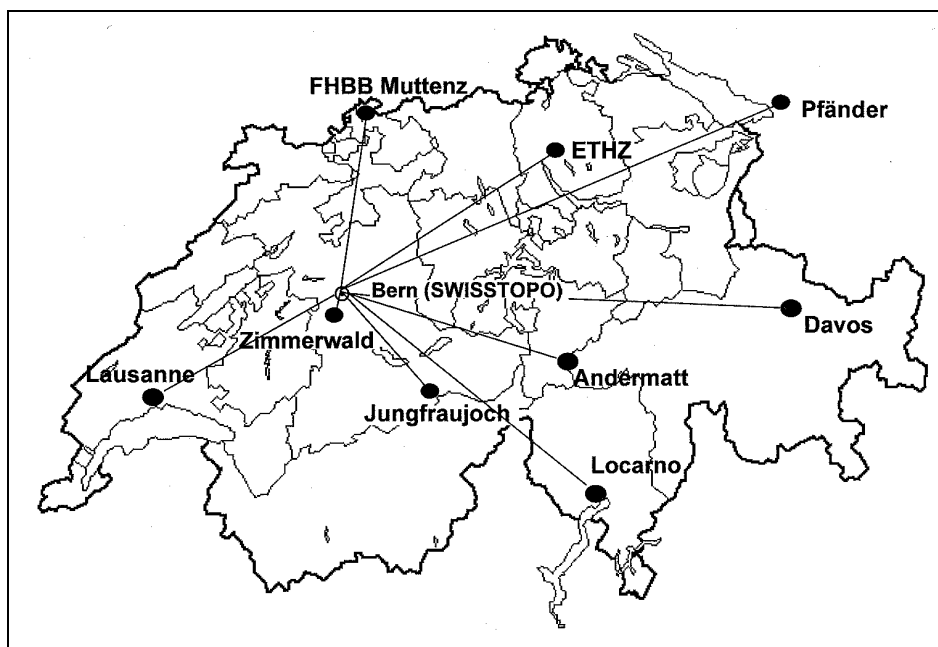 FHBB Muttenz
Pfänder
ETHZ
Bern (SWISSTOPO)
Zimmerwald
Davos
Lausanne
Andermatt
Jungfraujoch
Locarno